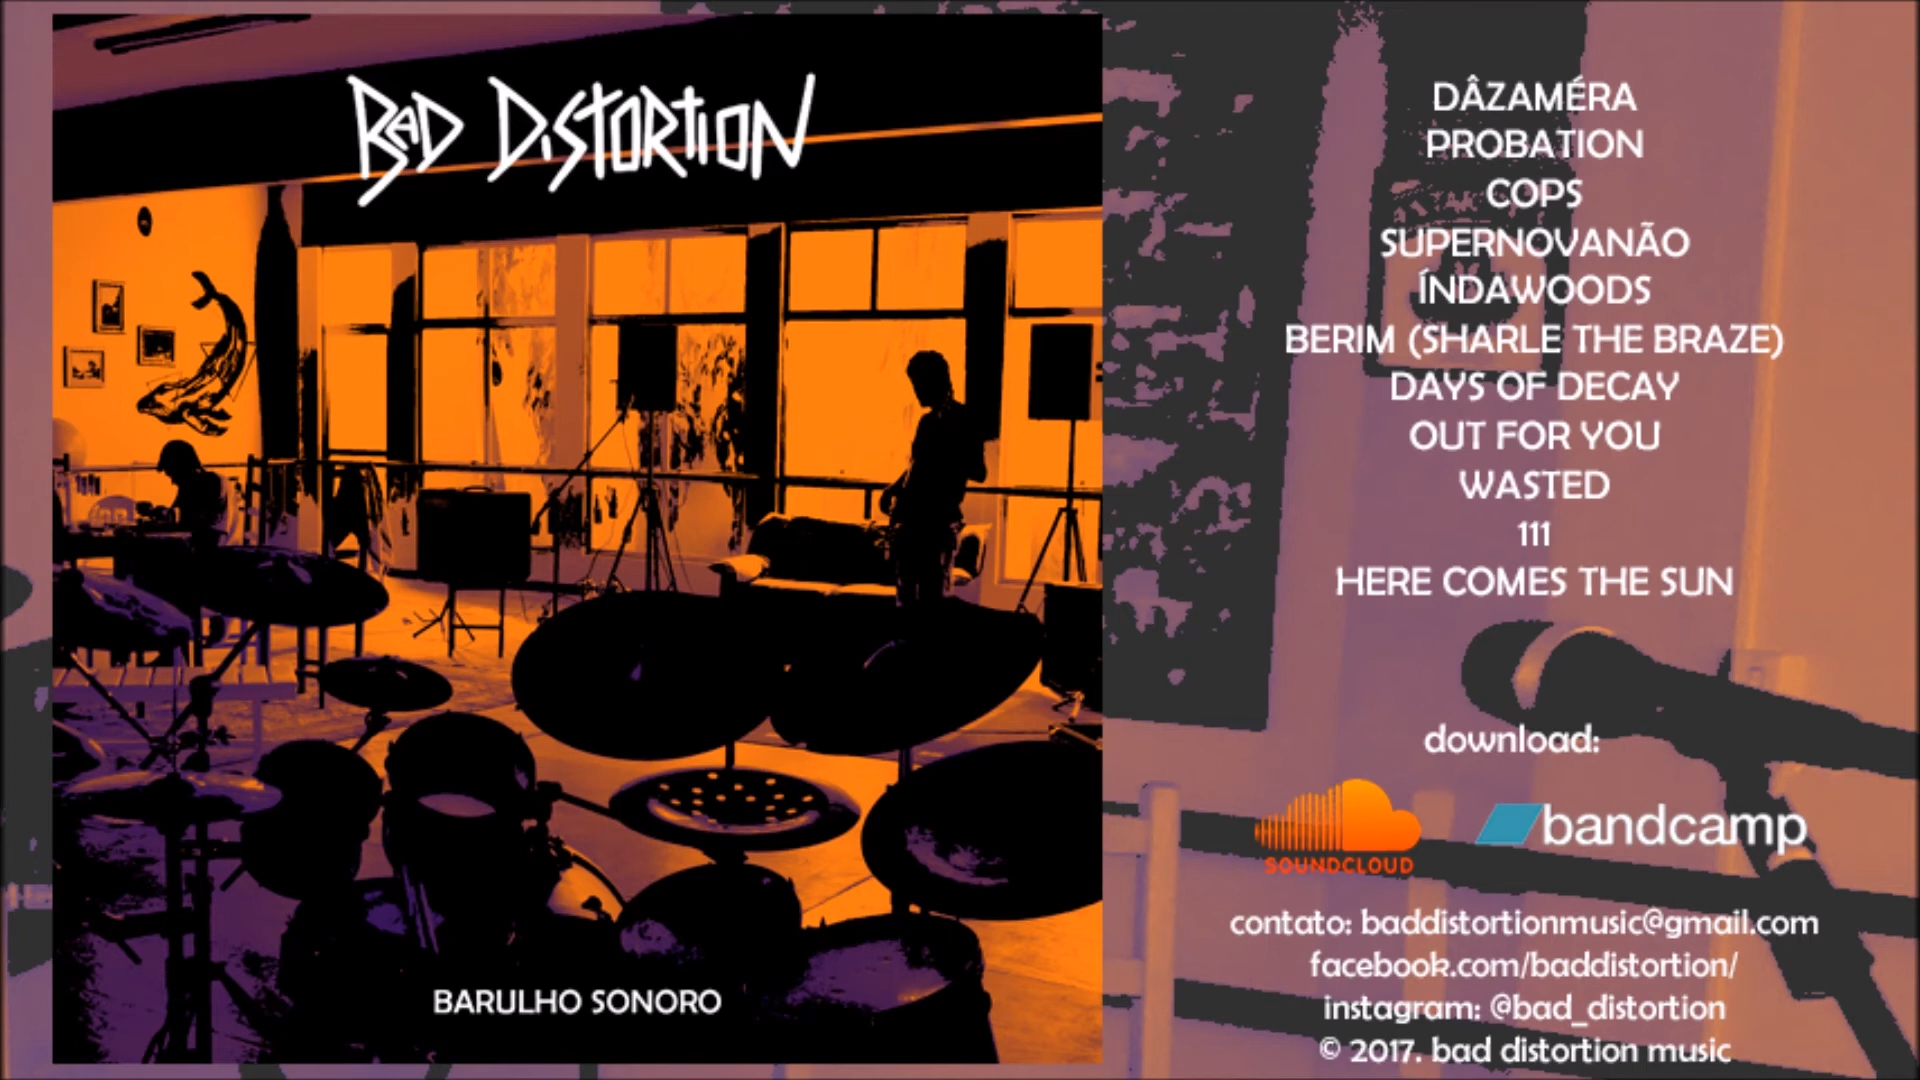 BAD DISTORTION
BARULHO SONORO
DÂZAMÉRA
PROBATION
COPS
SUPERNOVANÃO
ÍNDAWOODS
BERIM (SHARLE THE BRAZE)
DAYS OF DECAY
OUT FOR YOU
WASTED
111
HERE COMES THE SUN
download:
SOUNDCLOUD
bandcamp
contato: baddistortionmusic@gmail.com
facebook.com/baddistortion/
instagram: @bad_distortion
© 2017. bad distortion music